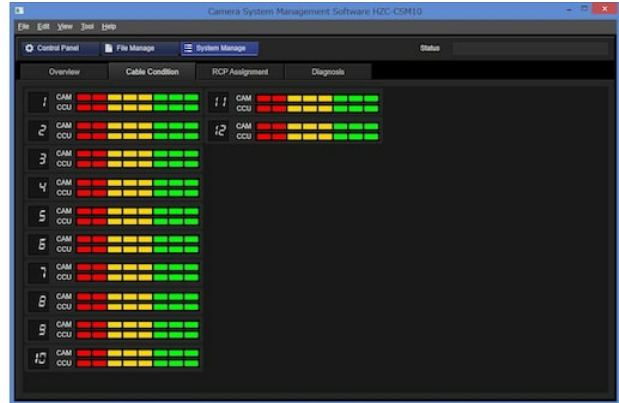 Camera System Management Software HZC-CSM10
File Edit View Tool Help
Control Panel File Manage System Manage Status
Overview Cable Condition RCP Assignment Diagnosis
1 CAM CCU
2 CAM CCU
3 CAM CCU
4 CAM CCU
5 CAM CCU
6 CAM CCU
7 CAM CCU
8 CAM CCU
9 CAM CCU
10 CAM CCU
11 CAM CCU
12 CAM CCU